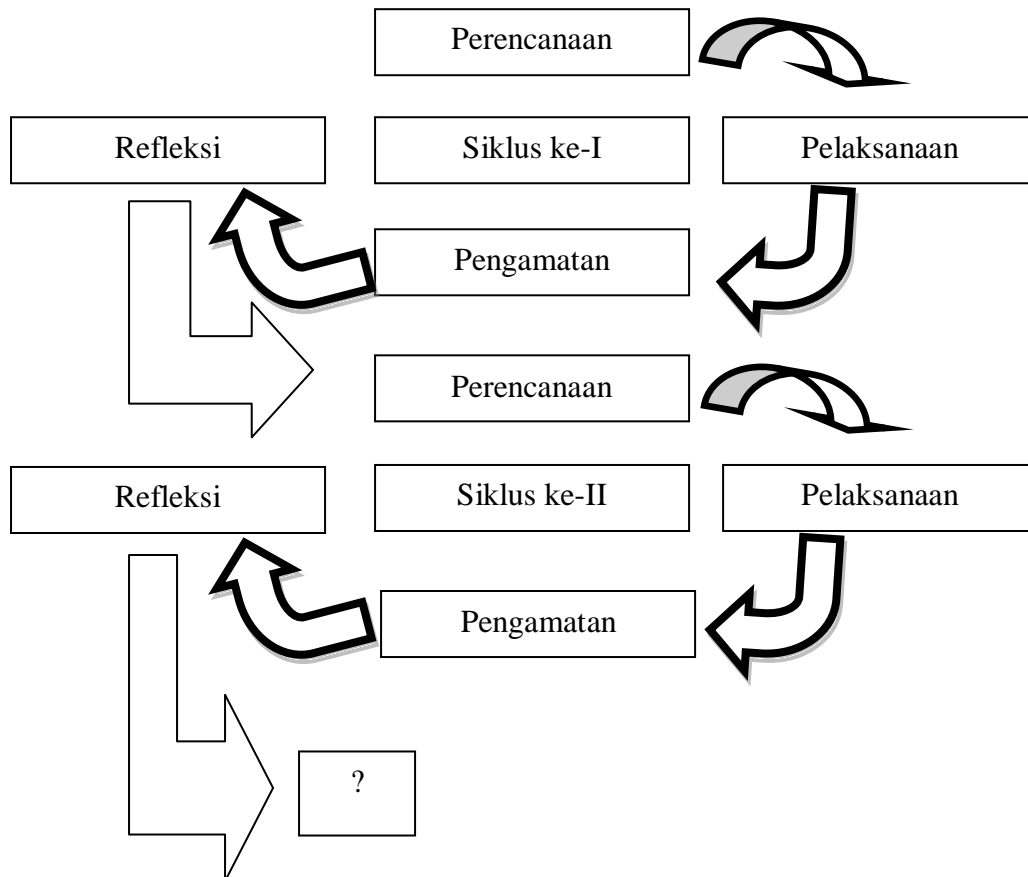 Perencanaan
Refleksi
Siklus ke-I
Pelaksanaan
Pengamatan
Perencanaan
Refleksi
Siklus ke-II
Pelaksanaan
Pengamatan
?